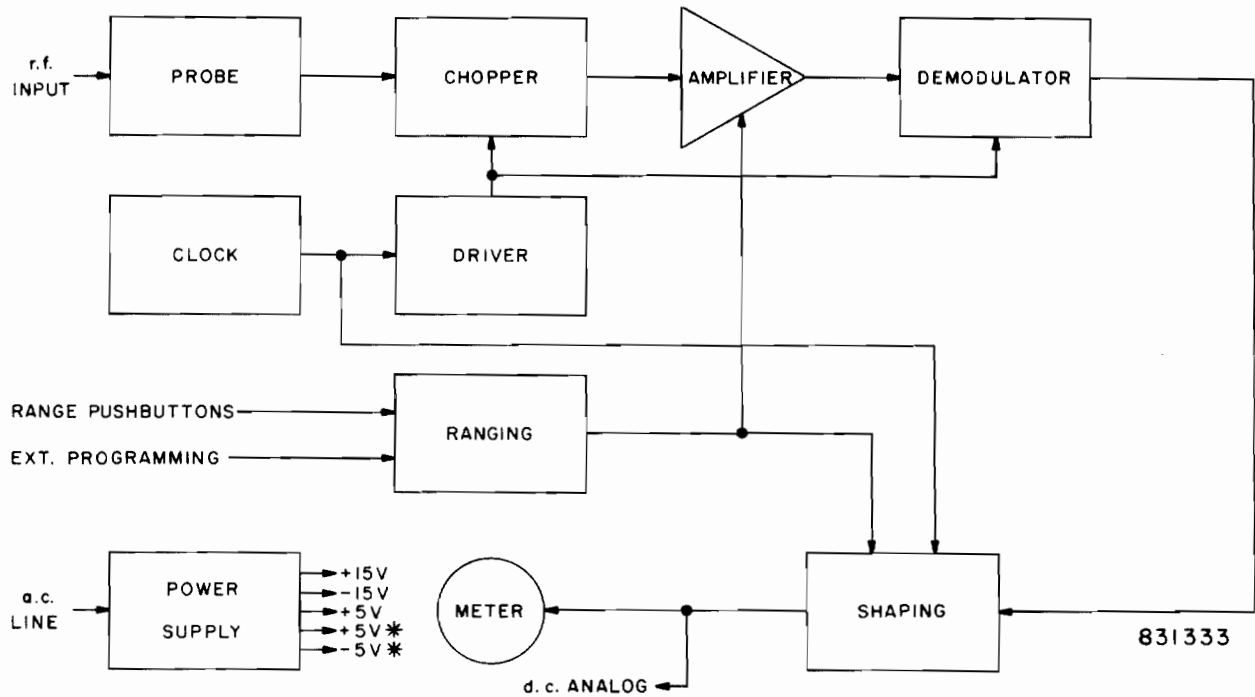 r.f.
INPUT
PROBE
CHOPPER
AMPLIFIER
DEMODULATOR
CLOCK
DRIVER
RANGE PUSHBUTTONS
EXT. PROGRAMMING
RANGING
a.c.
LINE
POWER
SUPPLY
+15V
-15V
+5V
+5V*
-5V*
METER
SHAPING
831333
d.c. ANALOG